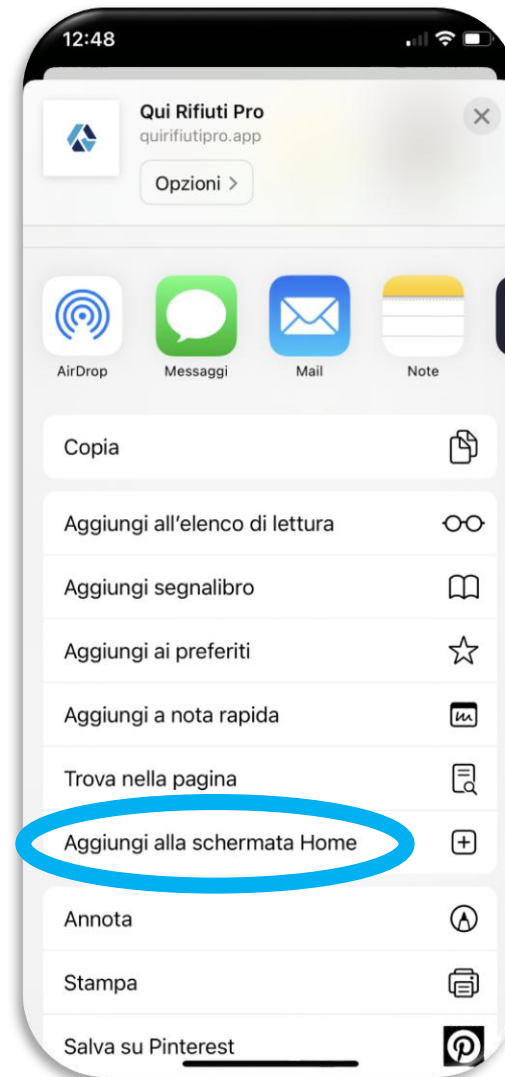 12:48
Qui Rifiuti Pro
quirifiutipro.app
Opzioni >
AirDrop Messaggi Mail Note
Copia
Aggiungi all'elenco di lettura
Aggiungi segnalibro
Aggiungi ai preferiti
Aggiungi a nota rapida
Trova nella pagina
Aggiungi alla schermata Home
Annota
Stampa
Salva su Pinterest